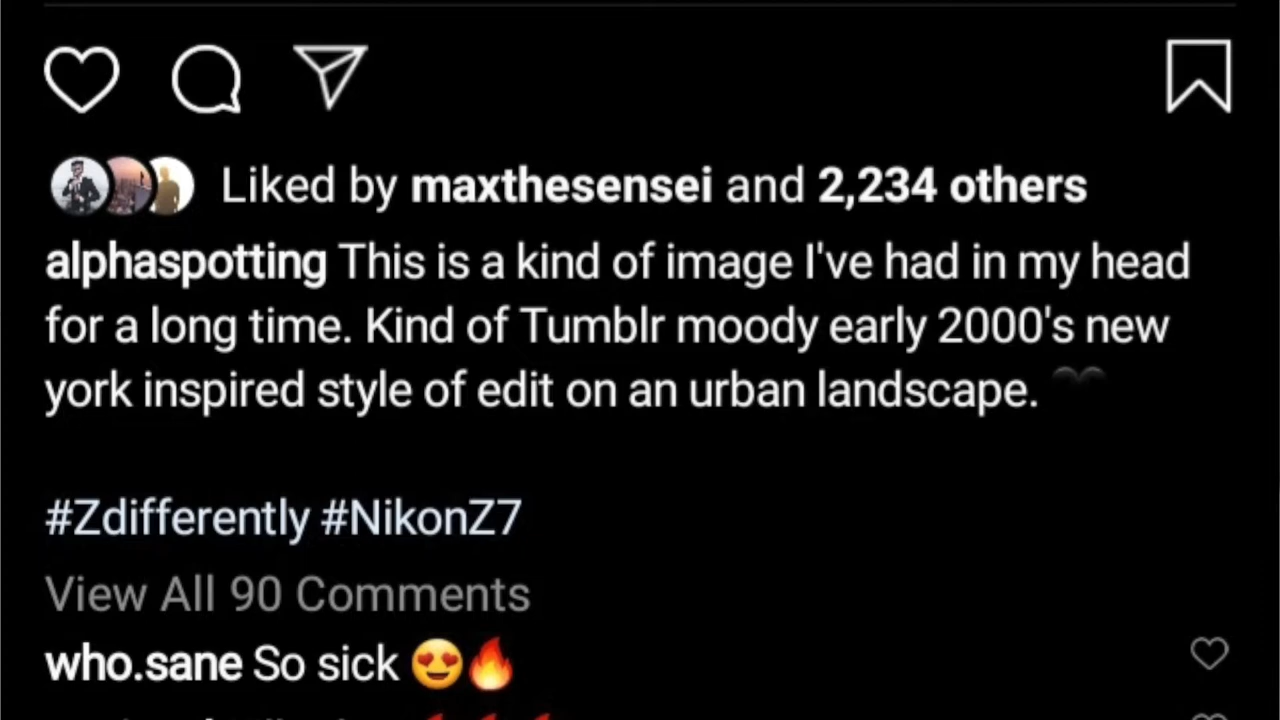 Liked by maxthesensei and 2,234 others
alphaspotting This is a kind of image I've had in my head
for a long time. Kind of Tumblr moody early 2000's new
york inspired style of edit on an urban landscape. 🖤
#Zdifferently #NikonZ7
View All 90 Comments
who.sane So sick 😍🔥